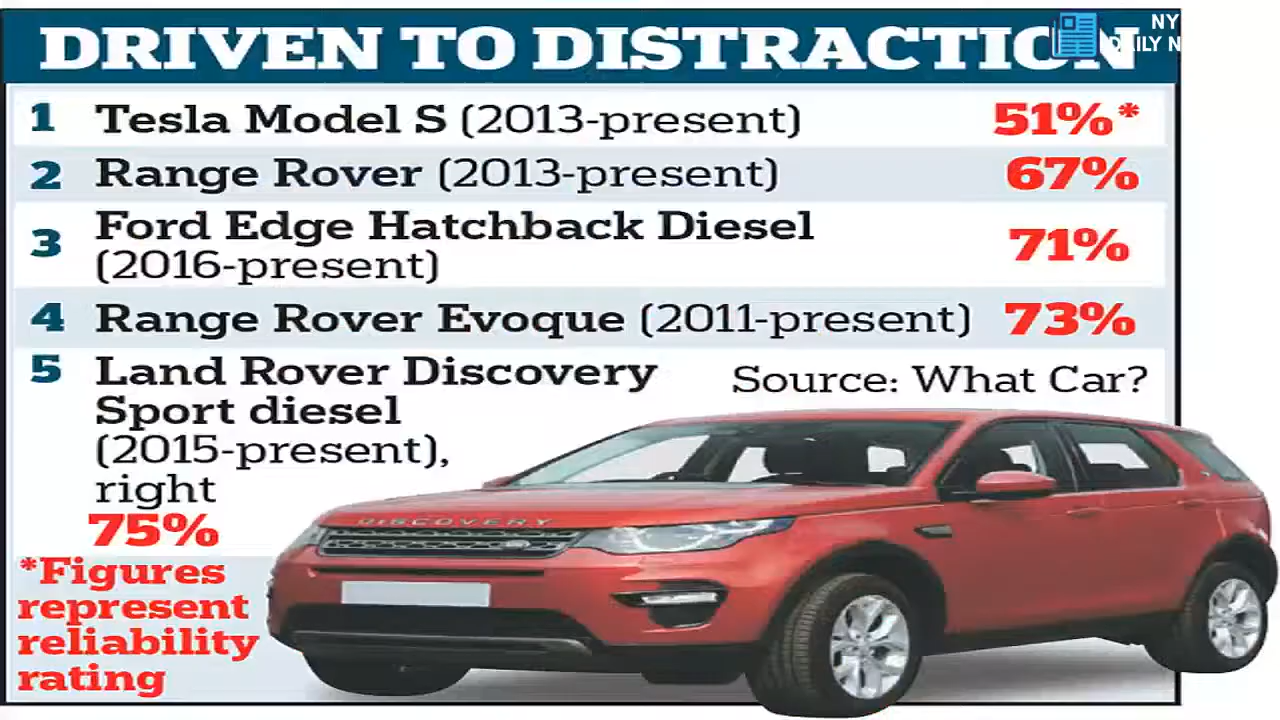 DRIVEN TO DISTRACTION
NY
DAILY N
1 Tesla Model S (2013-present) 51%*
2 Range Rover (2013-present) 67%
3 Ford Edge Hatchback Diesel
(2016-present) 71%
4 Range Rover Evoque (2011-present) 73%
5 Land Rover Discovery
Sport diesel
(2015-present),
right
75%
Source: What Car?
*Figures
represent
reliability
rating
DISCOVERY